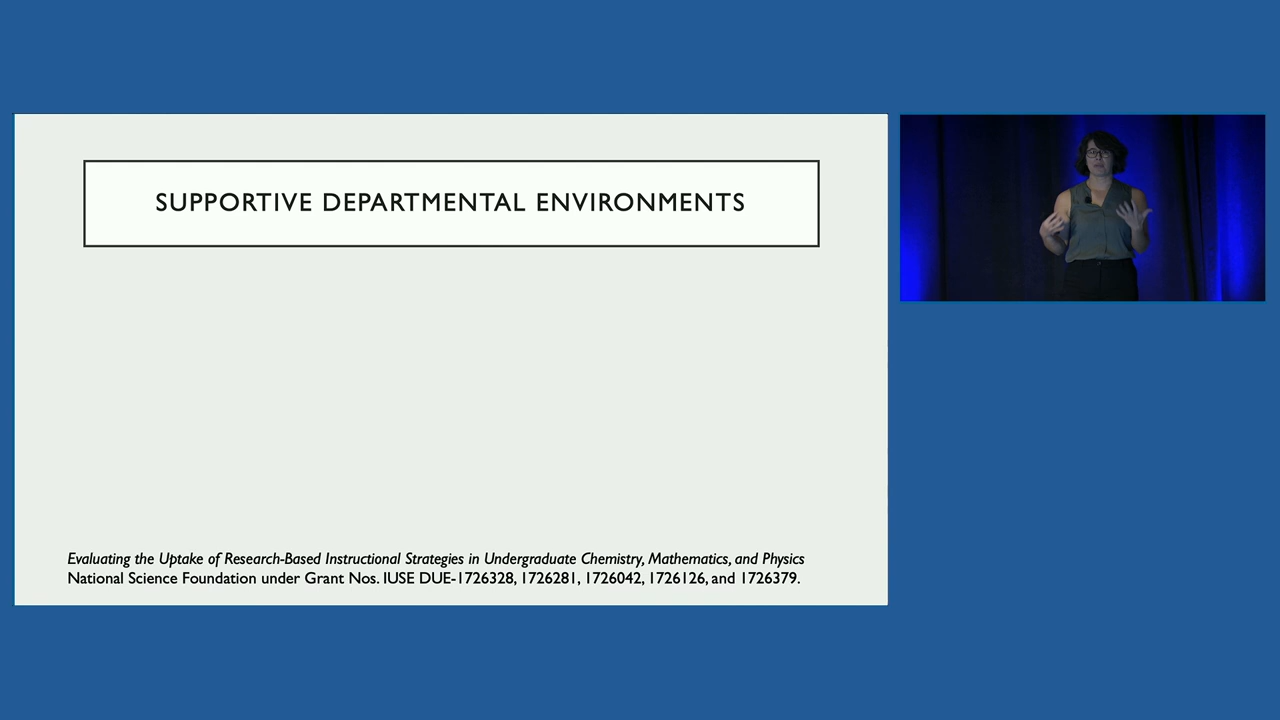 SUPPORTIVE DEPARTMENTAL ENVIRONMENTS
Evaluating the Uptake of Research-Based Instructional Strategies in Undergraduate Chemistry, Mathematics, and Physics
National Science Foundation under Grant Nos. IUSE DUE-1726328, 1726281, 1726042, 1726126, and 1726379.